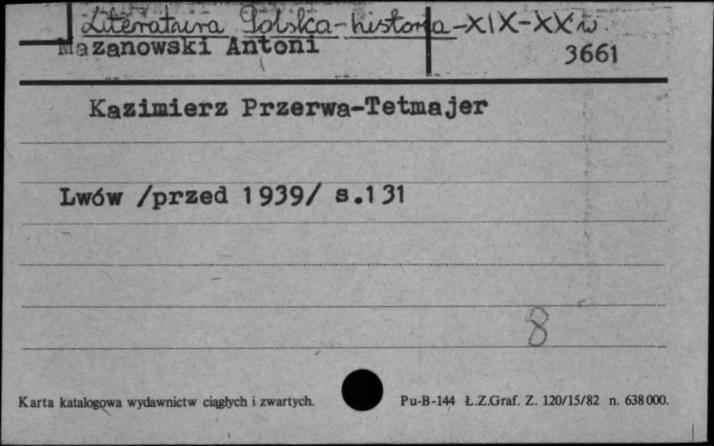 Literatura Polska-historia-XIX-XX w.
Mazanowski Antoni
3661
Kazimierz Przerwa-Tetmajer
Lwów /przed 1939/ s.131
8
Karta katalogowa wydawnictw ciągłych i zwartych.
Pu-B-144 Ł.Z.Graf. Z. 120/15/82 n. 638000.